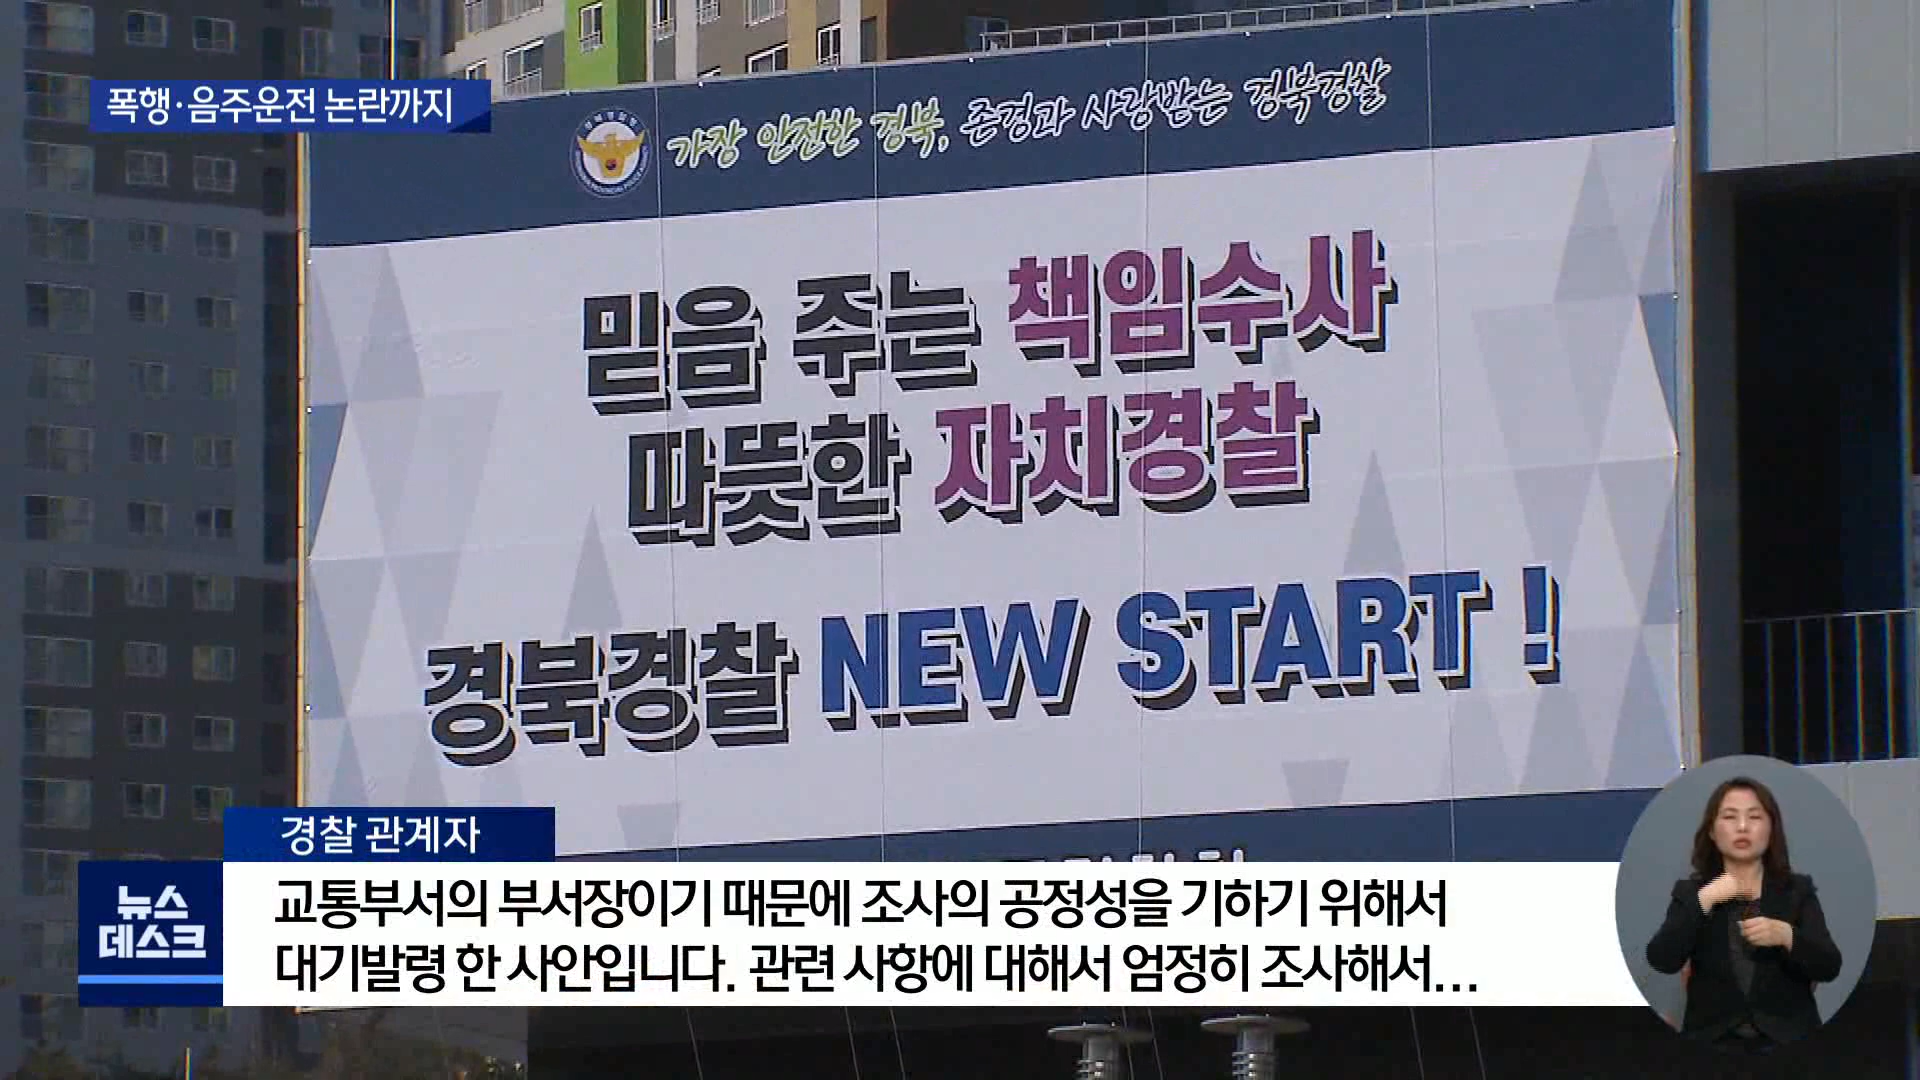 폭행·음주운전 논란까지
가장 안전한 경북, 존경과 사랑받는 경북경찰
믿음 주는 책임수사
따뜻한 자치경찰
경북경찰 NEW START !
경찰 관계자
뉴스
데스크
교통부서의 부서장이기 때문에 조사의 공정성을 기하기 위해서
대기발령 한 사안입니다. 관련 사항에 대해서 엄정히 조사해서...